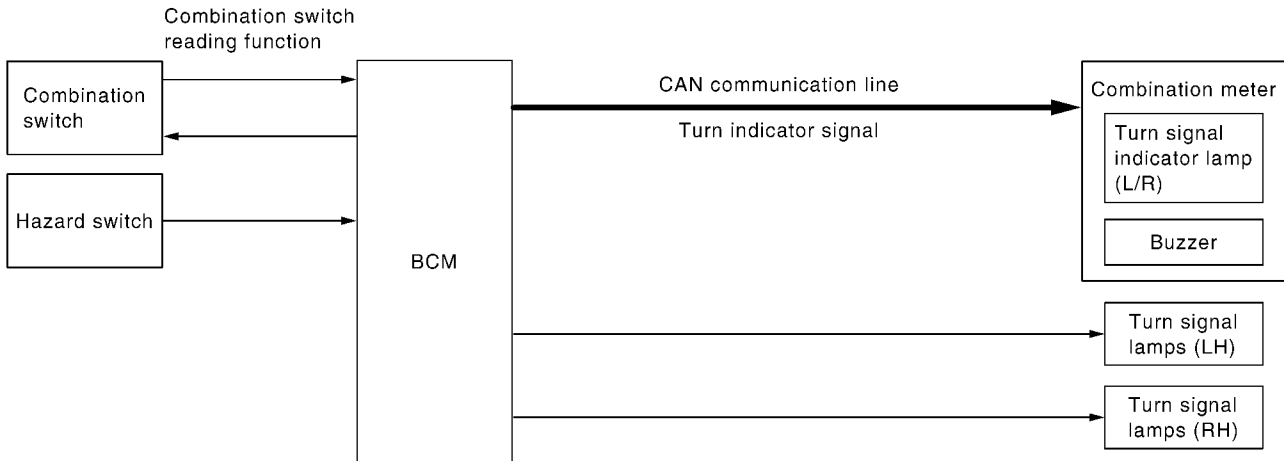 Combination switch
reading function
Combination
switch
Hazard switch
BCM
CAN communication line
Turn indicator signal
Combination meter
Turn signal
indicator lamp
(L/R)
Buzzer
Turn signal
lamps (LH)
Turn signal
lamps (RH)